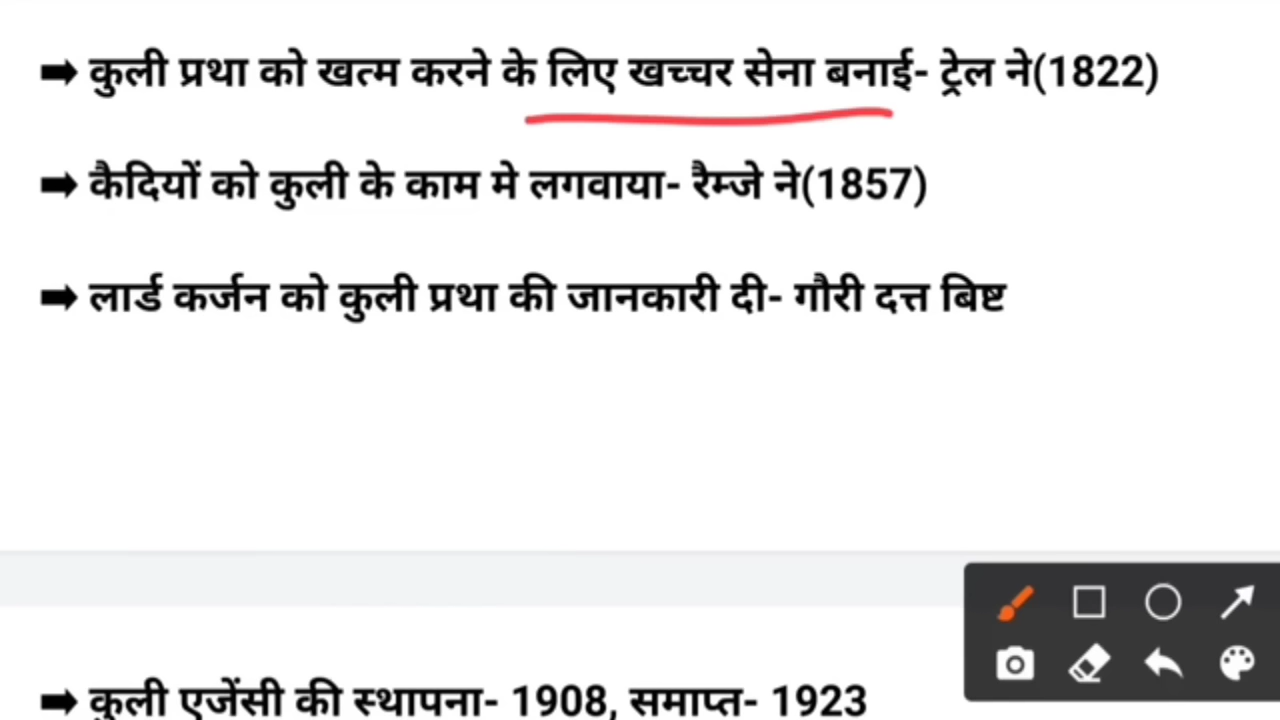 ➡ कुली प्रथा को खत्म करने के लिए खच्चर सेना बनाई- ट्रेल ने(1822)
➡ कैदियों को कुली के काम मे लगवाया- रैम्जे ने(1857)
➡ लार्ड कर्जन को कुली प्रथा की जानकारी दी- गौरी दत्त बिष्ट
➡ कुली एजेंसी की स्थापना- 1908, समाप्त- 1923